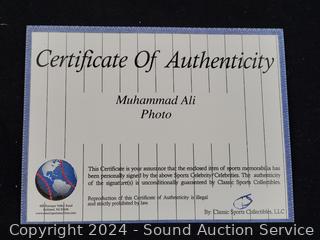 Certificate Of Authenticity
Muhammad Ali
Photo
This Certificate is your assurance that the enclosed item of sports memorabilia has
been personally signed by the above Sports Celebrity/Celebrities. The authenticity
of the signature(s) is unconditionally guaranteed by Classic Sports Collectibles.
Reproduction of this Certificate of Authenticity is illegal
and strictly prohibited by law.
By: Classic Sports Collectibles, LLC
Copyright 2024 - Sound Auction Service